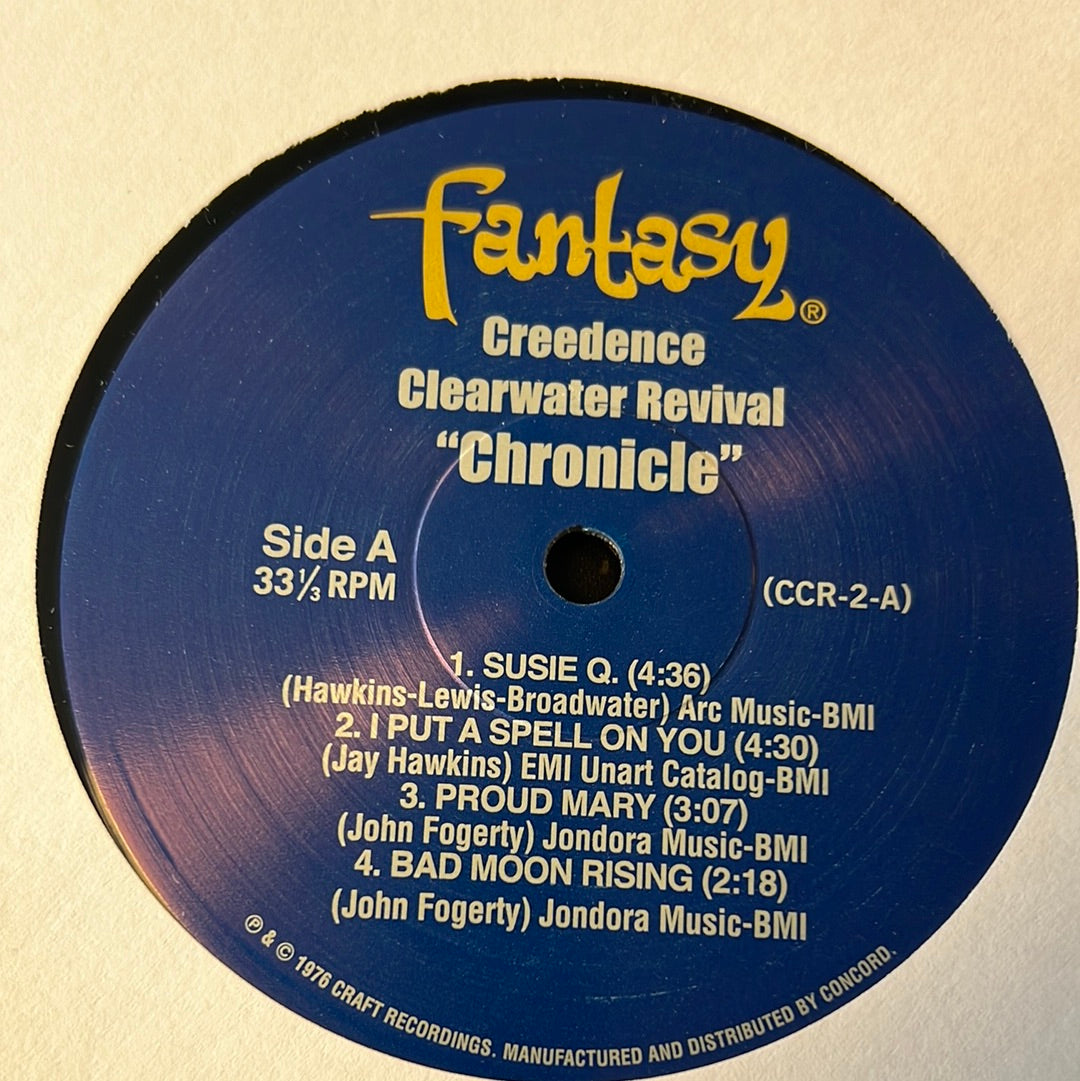 fantasy®
Creedence
Clearwater Revival
“Chronicle”
Side A
33⅓ RPM
(CCR-2-A)
1. SUSIE Q. (4:36)
(Hawkins-Lewis-Broadwater) Arc Music-BMI
2. I PUT A SPELL ON YOU (4:30)
(Jay Hawkins) EMI Unart Catalog-BMI
3. PROUD MARY (3:07)
(John Fogerty) Jondora Music-BMI
4. BAD MOON RISING (2:18)
(John Fogerty) Jondora Music-BMI
℗ & © 1976 CRAFT RECORDINGS. MANUFACTURED AND DISTRIBUTED BY CONCORD.